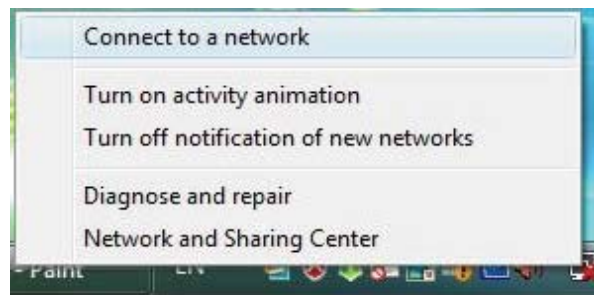 Connect to a network
Turn on activity animation
Turn off notification of new networks
Diagnose and repair
Network and Sharing Center
- Paint EN